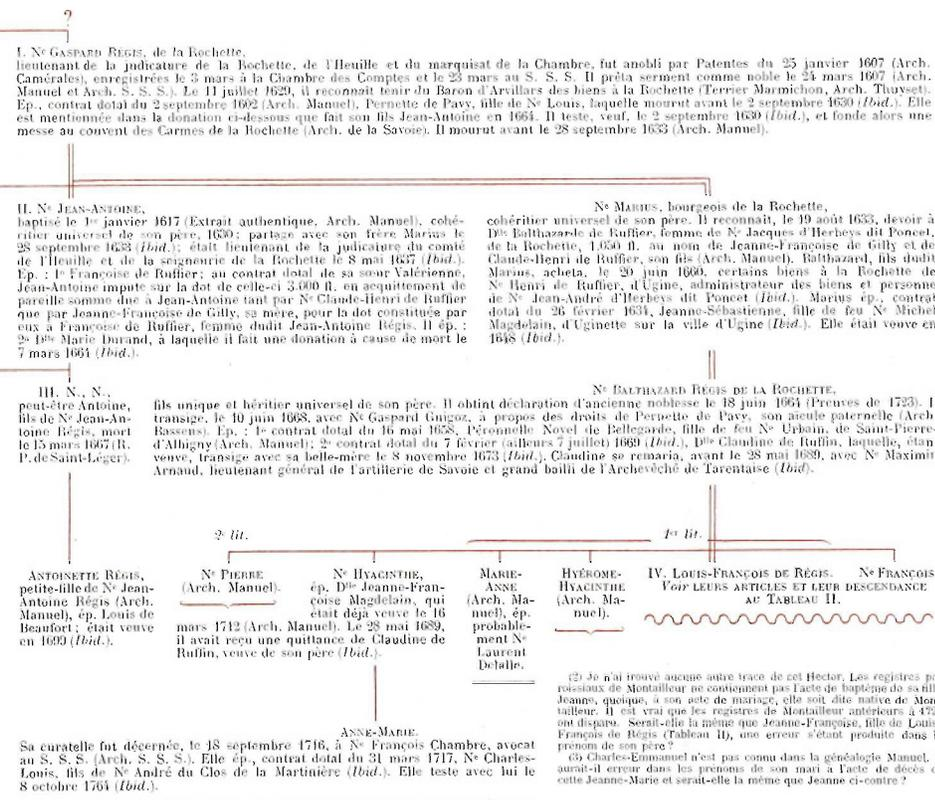 ?
I. Ne GASPARD RÉGIS, de la Rochette,
lieutenant de la judicature de la Rochette, de l'Heuille et du marquisat de la Chambre, fut anobli par Patentes du 25 janvier 1607 (Arch.
Camérales), enregistrées le 3 mars à la Chambre des Comptes et le 23 mars au S. S. S. Il prêta serment comme noble le 24 mars 1607 (Arch.
Manuel et Arch. S. S. S.). Le 11 juillet 1629, il reconnait tenir du Baron d'Arvillars des biens à la Rochette (Terrier Marmichon, Arch. Thuyset).
Ép., contrat dotal du 2 septembre 1602 (Arch. Manuel), Pernette de Pavy, fille de Ne Louis, laquelle mourut avant le 2 septembre 1630 (Ibid.). Elle
est mentionnée dans la donation ci-dessous que fait son fils Jean-Antoine en 1664. Il teste, veuf, le 2 septembre 1630 (Ibid.), et fonde alors une
messe au couvent des Carmes de la Rochette (Arch. de la Savoie). Il mourut avant le 28 septembre 1633 (Arch. Manuel).
II. Ne JEAN-ANTOINE,
baptisé le 1er janvier 1617 (Extrait authentique, Arch. Manuel), cohé-
ritier universel de son père, 1630; partage avec son frère Marius le
28 septembre 1633 (Ibid.); était lieutenant de la judicature du comté
de l'Heuille et de la seigneurie de la Rochette le 8 mai 1637 (Ibid.).
Ép. : 1o Françoise de Ruffier; au contrat dotal de sa sœur Valérienne,
Jean-Antoine impute sur la dot de celle-ci 3.000 fl. en acquittement de
pareille somme due à Jean-Antoine tant par Ne Claude-Henri de Ruffier
que par Jeanne-Françoise de Gilly, sa mère, pour la dot constituée par
eux à Françoise de Ruffier, femme dudit Jean-Antoine Régis. Il ép. :
2o Dlle Marie Durand, à laquelle il fait une donation à cause de mort le
7 mars 1664 (Ibid.).
Ne MARIUS, bourgeois de la Rochette,
cohéritier universel de son père. Il reconnait, le 19 août 1633, devoir à
Dlle Balthazarde de Ruffier, femme de Ne Jacques d'Herbeys dit Poncet,
de la Rochette, 1.050 fl. au nom de Jeanne-Françoise de Gilly et de
Claude-Henri de Ruffier, son fils (Arch. Manuel). Balthazard, fils dudit
Marius, acheta, le 20 juin 1660, certains biens à la Rochette de
Ne Henri de Ruffier, d'Ugine, administrateur des biens et personne
de Ne Jean-André d'Herbeys dit Poncet (Ibid.). Marius ép., contrat
dotal du 26 février 1634, Jeanne-Sébastienne, fille de feu Ne Michel
Magdelain, d'Uginette sur la ville d'Ugine (Ibid.). Elle était veuve en
1648 (Ibid.).
III. N., N.,
peut-être Antoine,
fils de Ne Jean-An-
toine Régis, mort
le 15 mars 1667 (R.
P. de Saint-Léger).
Ne BALTHAZARD RÉGIS DE LA ROCHETTE,
fils unique et héritier universel de son père. Il obtint déclaration d'ancienne noblesse le 18 juin 1664 (Preuves de 1723). I
transige, le 10 juin 1668, avec Ne Gaspard Guigoz, à propos des droits de Pernette de Pavy, son aïeule paternelle (Arch
Bassens). Ép. : 1o contrat dotal du 16 mai 1658, Péronnelle Novel de Bellegarde, fille de feu Ne Urbain, de Saint-Pierre-
d'Albigny (Arch. Manuel); 2o contrat dotal du 7 février (ailleurs 7 juillet) 1669 (Ibid.), Dlle Claudine de Ruffin, laquelle, étan
veuve, transige avec sa belle-mère le 8 novembre 1673 (Ibid.). Claudine se remaria, avant le 28 mai 1689, avec Ne Maximin
Arnaud, lieutenant général de l'artillerie de Savoie et grand bailli de l'Archevêché de Tarentaise (Ibid).
2e lit.
1er lit.
ANTOINETTE RÉGIS,
petite-fille de Ne Jean-
Antoine Régis (Arch.
Manuel), ép. Louis de
Beaufort; était veuve
en 1699 (Ibid.).
Ne PIERRE
(Arch. Manuel).
Ne HYACINTHE,
ép. Dlle Jeanne-Fran-
çoise Magdelain, qui
était déjà veuve le 16
mars 1712 (Arch. Manuel). Le 28 mai 1689,
il avait reçu une quittance de Claudine de
Ruffin, veuve de son père (Ibid.).
MARIE-
ANNE
(Arch. Ma-
nuel), ép.
probable-
ment Ne
Laurent
Delalle.
HYÉROME-
HYACINTHE
(Arch. Ma-
nuel).
IV. LOUIS-FRANÇOIS DE RÉGIS. Ne FRANÇOIS
Voir LEURS ARTICLES ET LEUR DESCENDANCE
AU TABLEAU II.
ANNE-MARIE.
Sa curatelle fut décernée, le 18 septembre 1716, à Ne François Chambre, avocat
au S. S. S. (Arch. S. S. S.). Elle ép., contrat dotal du 31 mars 1717, Ne Charles-
Louis, fils de Ne André du Clos de la Martinière (Ibid.). Elle teste avec lui le
8 octobre 1764 (Ibid.).
(2) Je n'ai trouvé aucune autre trace de cet Hector. Les registres pa
roissiaux de Montailleur ne contiennent pas l'acte de baptême de sa fill
Jeanne, quoique, à son acte de mariage, elle soit dite native de Mon
tailleur. Il est vrai que les registres de Montailleur antérieurs à
ont disparu. Serait-elle la même que Jeanne-Françoise, fille de Louis
François de Régis (Tableau II), une erreur s'étant produite dans l
prénom de son père ?
(3) Charles-Emmanuel n'est pas connu dans la généalogie Manuel.
aurait-il erreur dans les prénoms de son mari à l'acte de décès d
cette Jeanne-Marie et serait-elle la même que Jeanne ci-contre ?